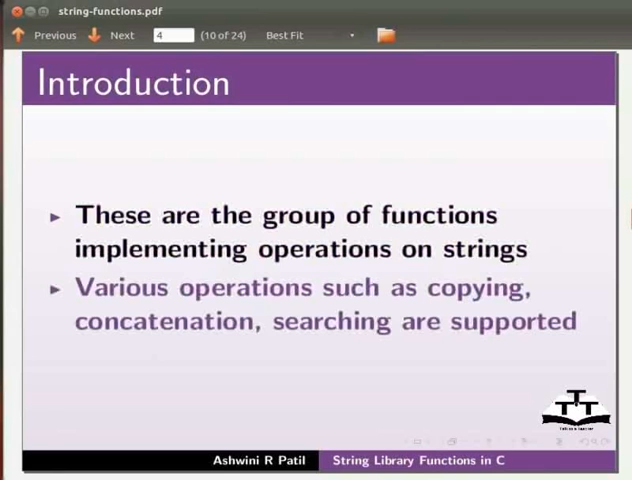 string-functions.pdf
Previous Next 4 (10 of 24) Best Fit
Introduction
These are the group of functions
implementing operations on strings
Various operations such as copying,
concatenation, searching are supported
TTT
Ashwini R Patil String Library Functions in C